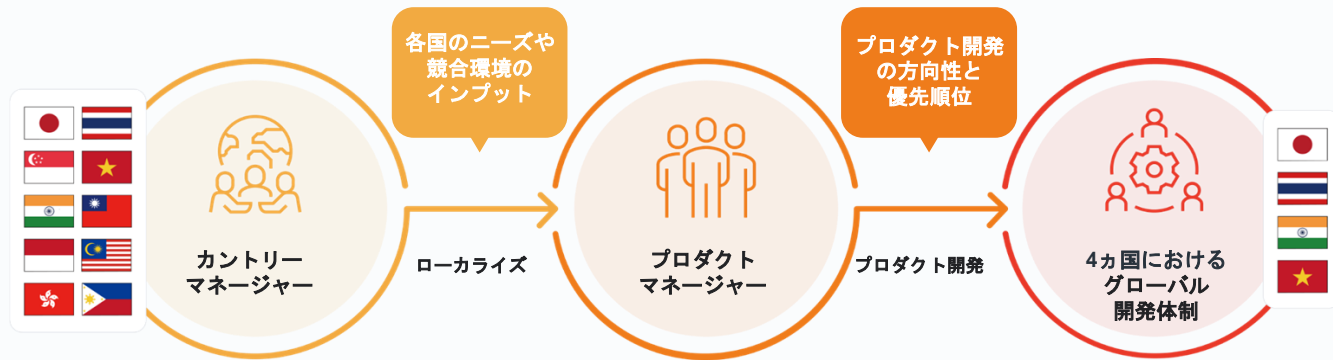 各国のニーズや
競合環境の
インプット
プロダクト開発
の方向性と
優先順位
カントリー
マネージャー
ローカライズ
プロダクト
マネージャー
プロダクト開発
4ヵ国における
グローバル
開発体制